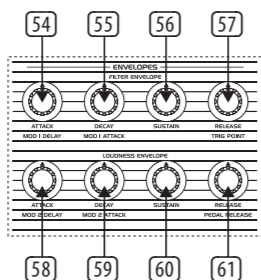 54 55 56 57
ENVELOPES
FILTER ENVELOPE
ATTACK DECAY SUSTAIN RELEASE
MOD 1 DELAY MOD 1 ATTACK TRIG POINT
LOUDNESS ENVELOPE
ATTACK DECAY SUSTAIN RELEASE
MOD 2 DELAY MOD 2 ATTACK PEDAL RELEASE
58 59 60 61